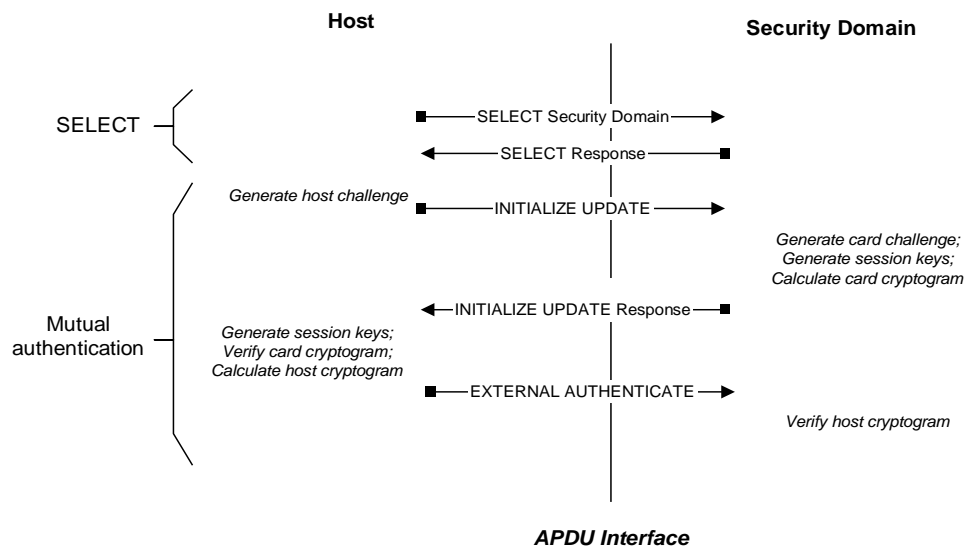 Host
Security Domain
SELECT
SELECT Security Domain
SELECT Response
Generate host challenge
INITIALIZE UPDATE
Generate card challenge;
Generate session keys;
Calculate card cryptogram
INITIALIZE UPDATE Response
Mutual
authentication
Generate session keys;
Verify card cryptogram;
Calculate host cryptogram
EXTERNAL AUTHENTICATE
Verify host cryptogram
APDU Interface